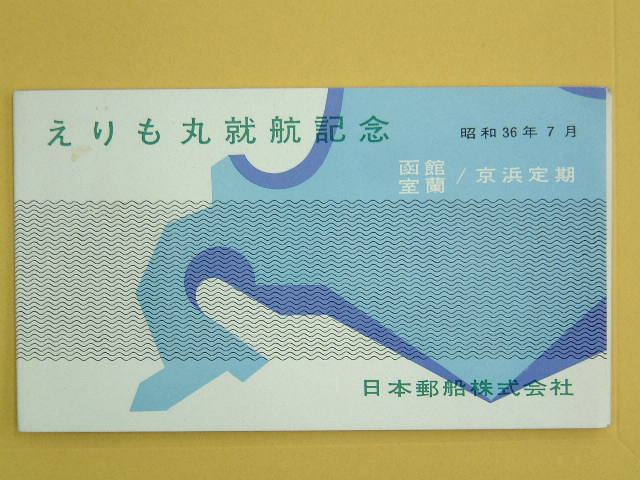 えりも丸就航記念
昭和36年7月
函館
室蘭/京浜定期
日本郵船株式会社